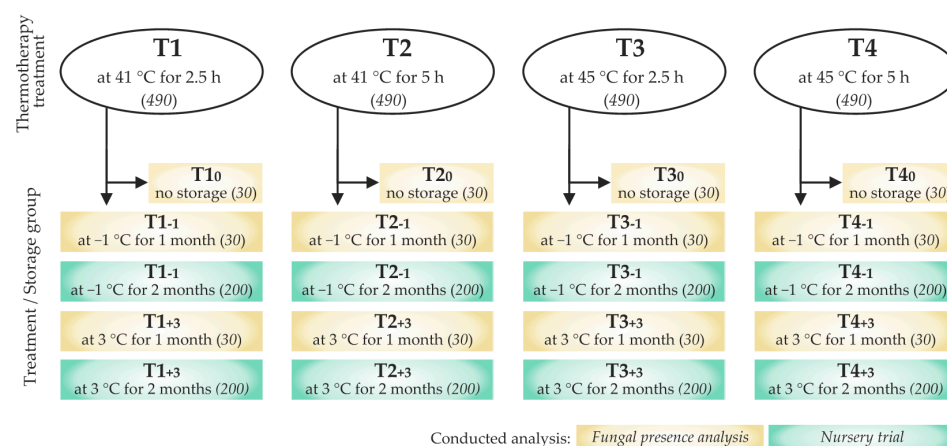 Thermotherapy
treatment
T1
at 41 °C for 2.5 h
(490)
T2
at 41 °C for 5 h
(490)
T3
at 45 °C for 2.5 h
(490)
T4
at 45 °C for 5 h
(490)
Treatment / Storage group
T10
no storage (30)
T20
no storage (30)
T30
no storage (30)
T40
no storage (30)
T1-1
at –1 °C for 1 month (30)
T2-1
at –1 °C for 1 month (30)
T3-1
at –1 °C for 1 month (30)
T4-1
at –1 °C for 1 month (30)
T1-1
at –1 °C for 2 months (200)
T2-1
at –1 °C for 2 months (200)
T3-1
at –1 °C for 2 months (200)
T4-1
at –1 °C for 2 months (200)
T1+3
at 3 °C for 1 month (30)
T2+3
at 3 °C for 1 month (30)
T3+3
at 3 °C for 1 month (30)
T4+3
at 3 °C for 1 month (30)
T1+3
at 3 °C for 2 months (200)
T2+3
at 3 °C for 2 months (200)
T3+3
at 3 °C for 2 months (200)
T4+3
at 3 °C for 2 months (200)
Conducted analysis: Fungal presence analysis Nursery trial